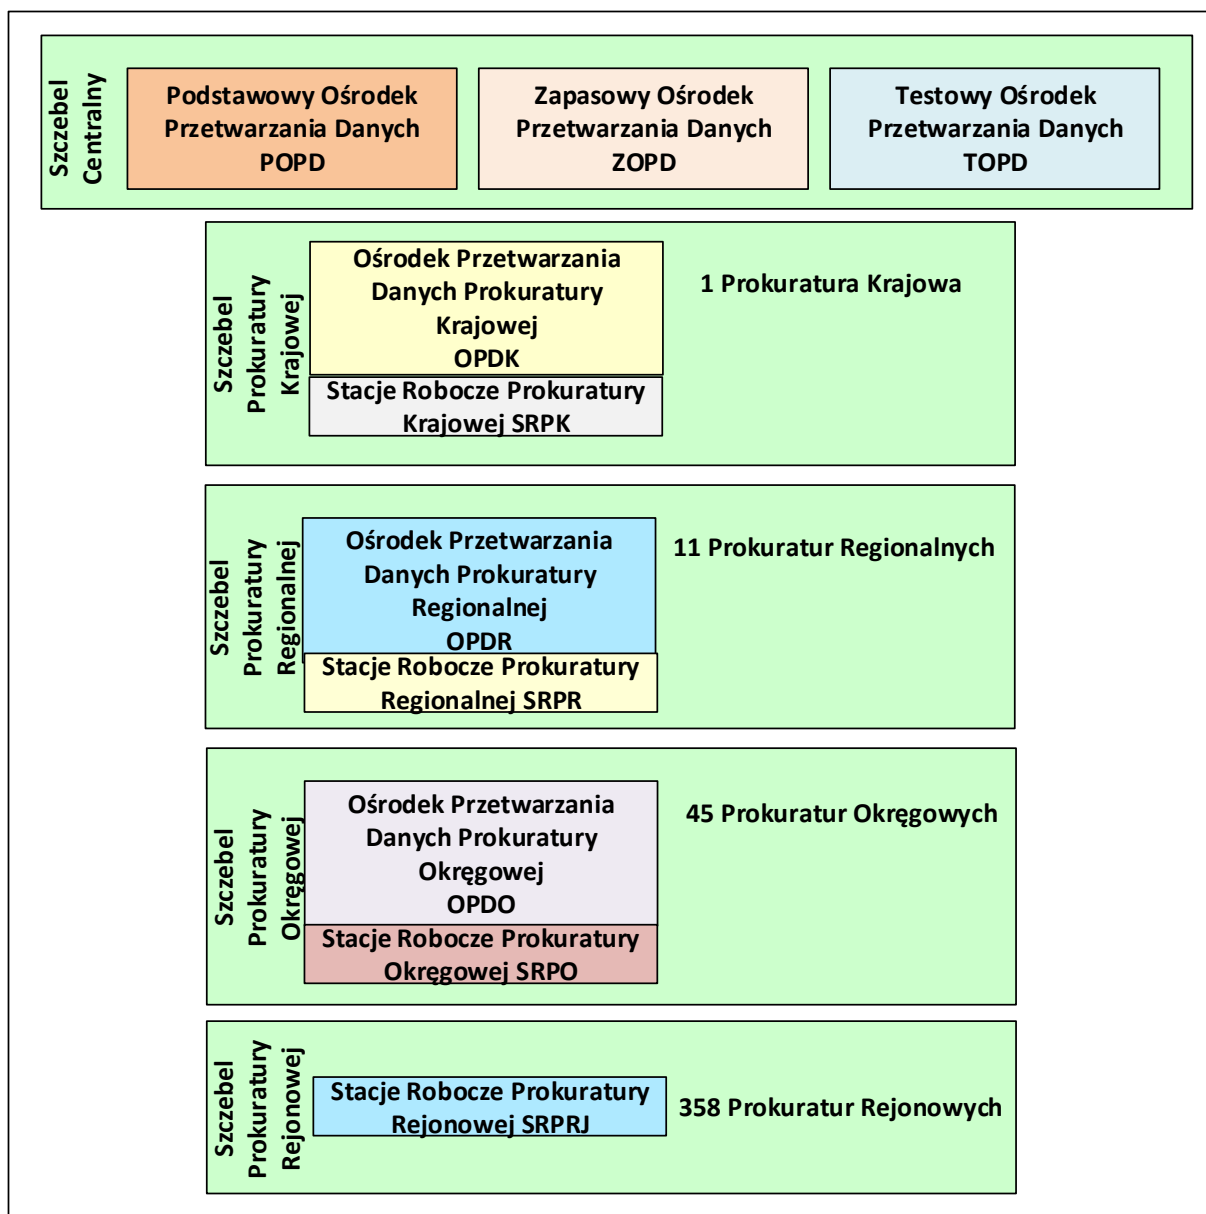 Szczebel
Centralny
Podstawowy Ośrodek
Przetwarzania Danych
POPD
Zapasowy Ośrodek
Przetwarzania Danych
ZOPD
Testowy Ośrodek
Przetwarzania Danych
TOPD
Szczebel
Prokuratury
Krajowej
Ośrodek Przetwarzania
Danych Prokuratury
Krajowej
OPDK
Stacje Robocze Prokuratury
Krajowej SRPK
1 Prokuratura Krajowa
Szczebel
Prokuratury
Regionalnej
Ośrodek Przetwarzania
Danych Prokuratury
Regionalnej
OPDR
Stacje Robocze Prokuratury
Regionalnej SRPR
11 Prokuratur Regionalnych
Szczebel
Prokuratury
Okręgowej
Ośrodek Przetwarzania
Danych Prokuratury
Okręgowej
OPDO
Stacje Robocze Prokuratury
Okręgowej SRPO
45 Prokuratur Okręgowych
Szczebel
Prokuratury
Rejonowej
Stacje Robocze Prokuratury
Rejonowej SRPRJ
358 Prokuratur Rejonowych